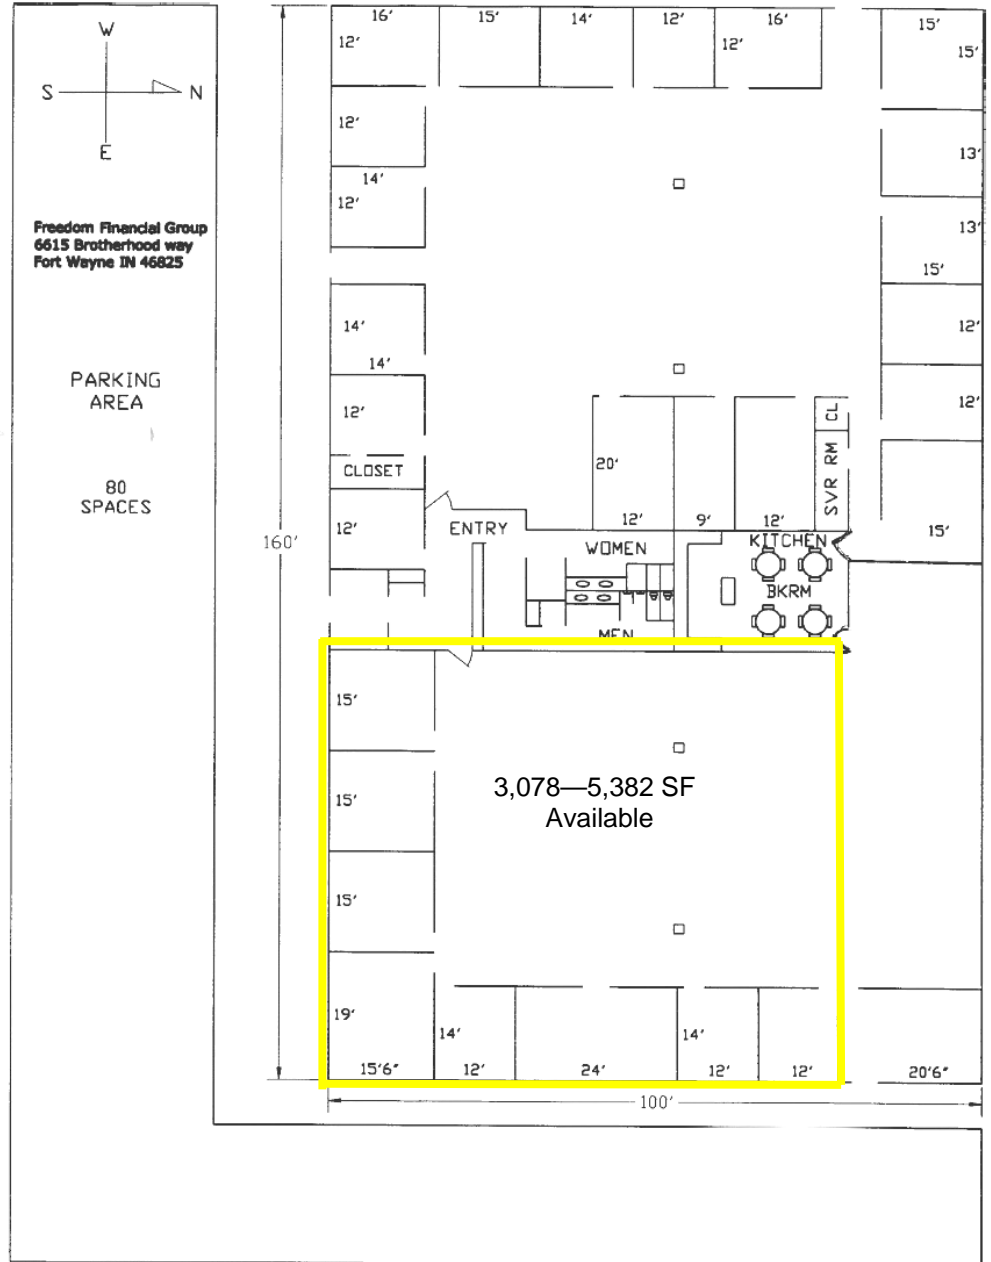 W
S
N
E
Freedom Financial Group
6615 Brotherhood way
Fort Wayne IN 46825
PARKING
AREA
80
SPACES
16'
15'
14'
12'
16'
15'
12'
12'
15'
12'
13'
14'
12'
13'
15'
14'
12'
14'
12'
12'
CL
CLOSET
20'
SVR RM
12'
ENTRY
12'
9'
12'
15'
160'
WOMEN
KITCHEN
BKRM
MEN
15'
3,078—5,382 SF
Available
15'
15'
19'
14'
14'
15'6"
12'
24'
12'
12'
20'6"
100'